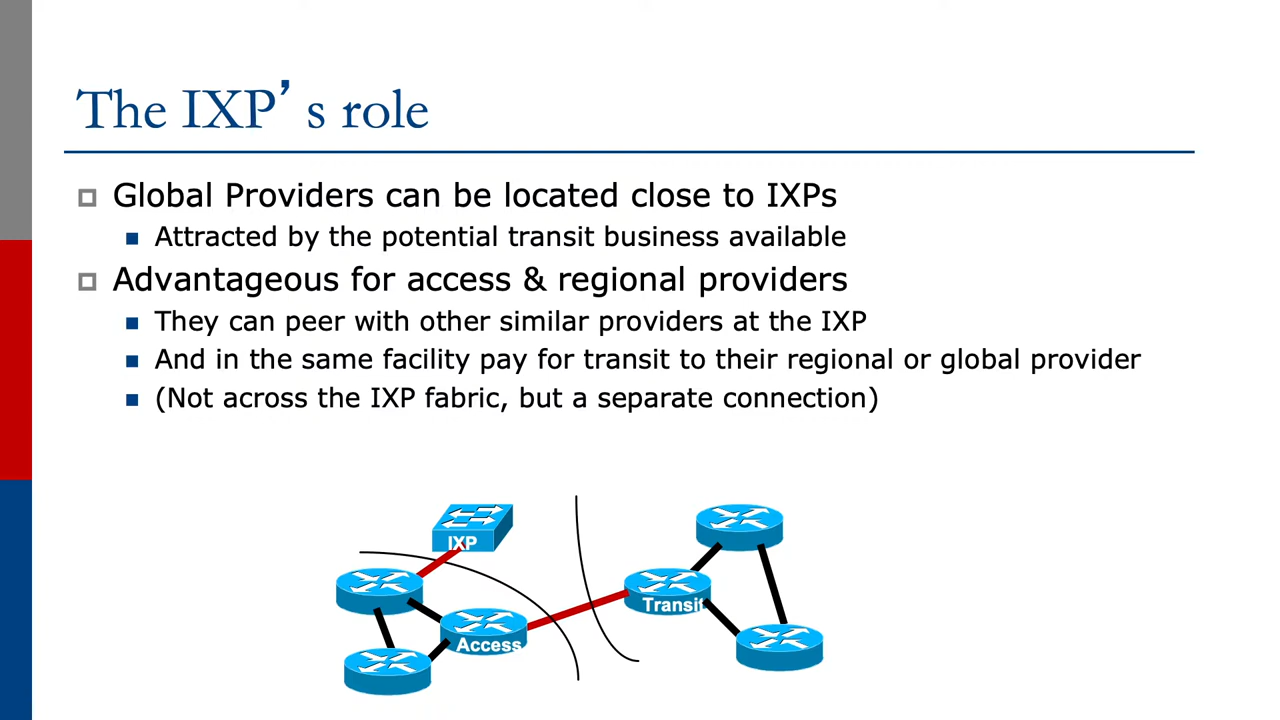 The IXP’s role
Global Providers can be located close to IXPs
Attracted by the potential transit business available
Advantageous for access & regional providers
They can peer with other similar providers at the IXP
And in the same facility pay for transit to their regional or global provider
(Not across the IXP fabric, but a separate connection)
IXP
Transit
Access